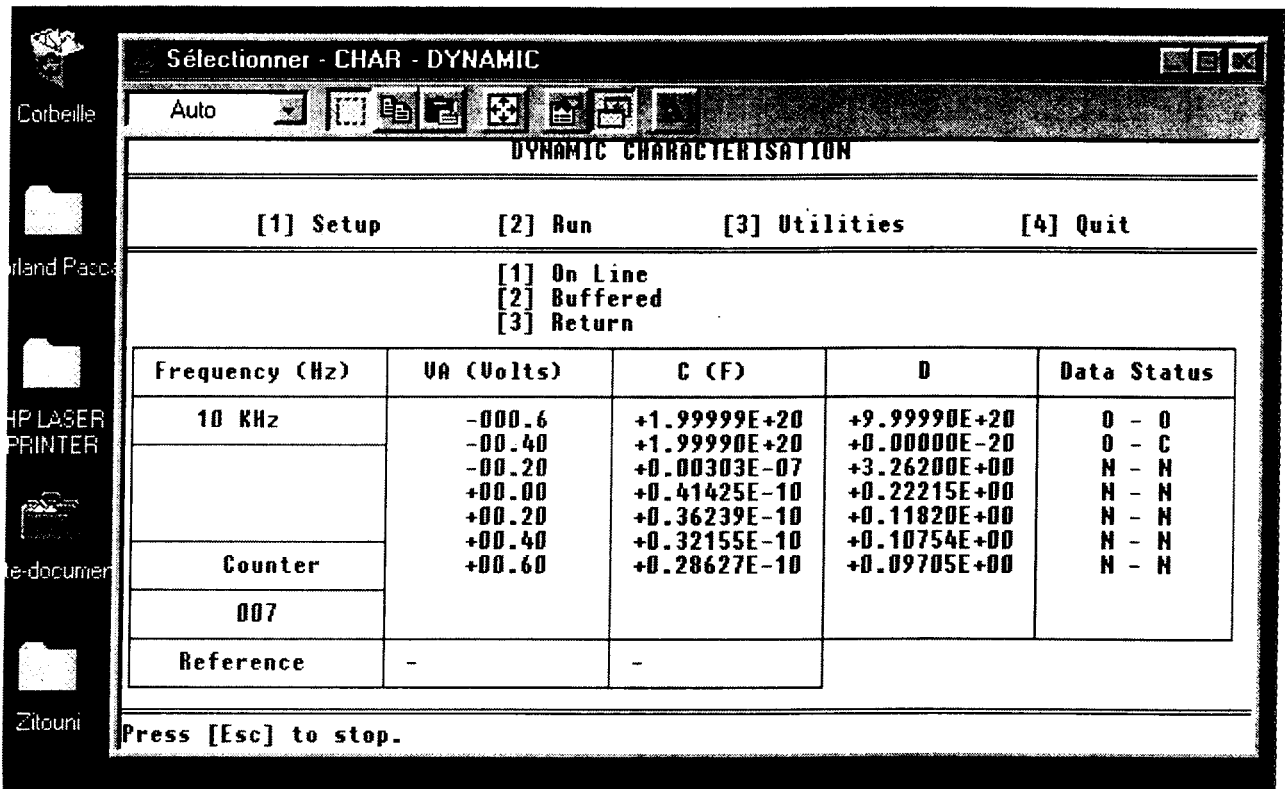 Sélectionner - CHAR - DYNAMIC
Corbeille
Auto
DYNAMIC CHARACTERISATION
[1] Setup [2] Run [3] Utilities [4] Quit
[1] On Line
[2] Buffered
[3] Return
Frequency (Hz) VA (Volts) C (F) D Data Status
10 KHz -000.6 +1.99999E+20 +9.99990E+20 O - O
-00.40 +1.99990E+20 +0.00000E-20 O - C
-00.20 +0.00303E-07 +3.26200E+00 N - N
+00.00 +0.41425E-10 +0.22215E+00 N - N
+00.20 +0.36239E-10 +0.11820E+00 N - N
+00.40 +0.32155E-10 +0.10754E+00 N - N
Counter +00.60 +0.28627E-10 +0.09705E+00 N - N
007
Reference - -
Press [Esc] to stop.
orland Pasca
HP LASER
PRINTER
te-documen
Zitouni